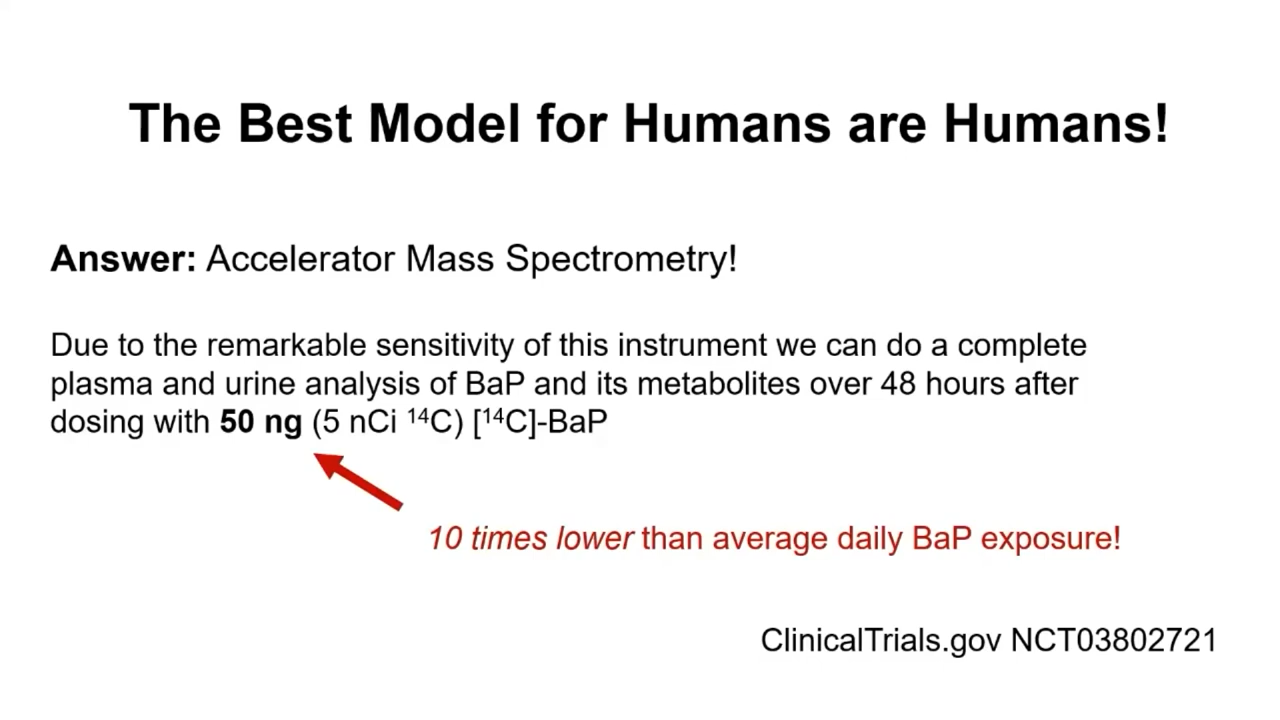 The Best Model for Humans are Humans!
Answer: Accelerator Mass Spectrometry!
Due to the remarkable sensitivity of this instrument we can do a complete
plasma and urine analysis of BaP and its metabolites over 48 hours after
dosing with 50 ng (5 nCi ¹⁴C) [¹⁴C]-BaP
10 times lower than average daily BaP exposure!
ClinicalTrials.gov NCT03802721